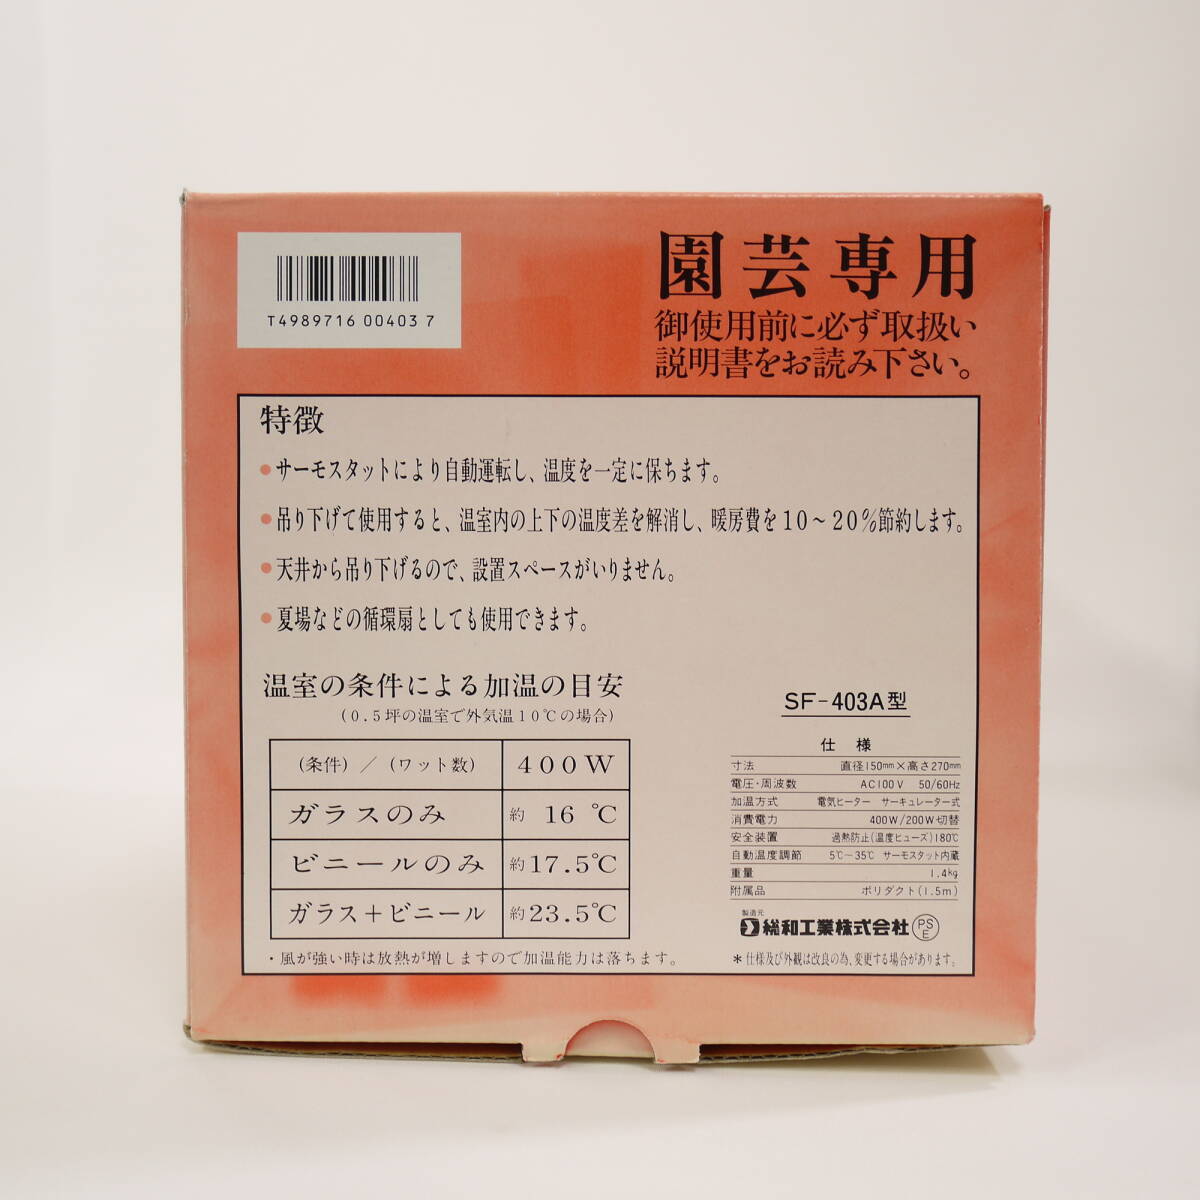 T4989716 00403 7
園芸専用
御使用前に必ず取扱い
説明書をお読み下さい。
特徴
●サーモスタットにより自動運転し、温度を一定に保ちます。
●吊り下げて使用すると、温室内の上下の温度差を解消し、暖房費を10～20%節約します。
●天井から吊り下げるので、設置スペースがいりません。
●夏場などの循環扇としても使用できます。
温室の条件による加温の目安
(0.5坪の温室で外気温10℃の場合)
(条件)／(ワット数) 400W
ガラスのみ 約 16 ℃
ビニールのみ 約17.5℃
ガラス＋ビニール 約23.5℃
・風が強い時は放熱が増しますので加温能力は落ちます。
SF-403A型
仕 様
寸法 直径150mm×高さ270mm
電圧・周波数 AC100V 50/60Hz
加温方式 電気ヒーター サーキュレーター式
消費電力 400W/200W切替
安全装置 過熱防止(温度ヒューズ)180℃
自動温度調節 5℃−35℃ サーモスタット内蔵
重量 1.4kg
附属品 ポリダクト(1.5m)
製造元
総和工業株式会社 PSE
＊仕様及び外観は改良の為、変更する場合があります。